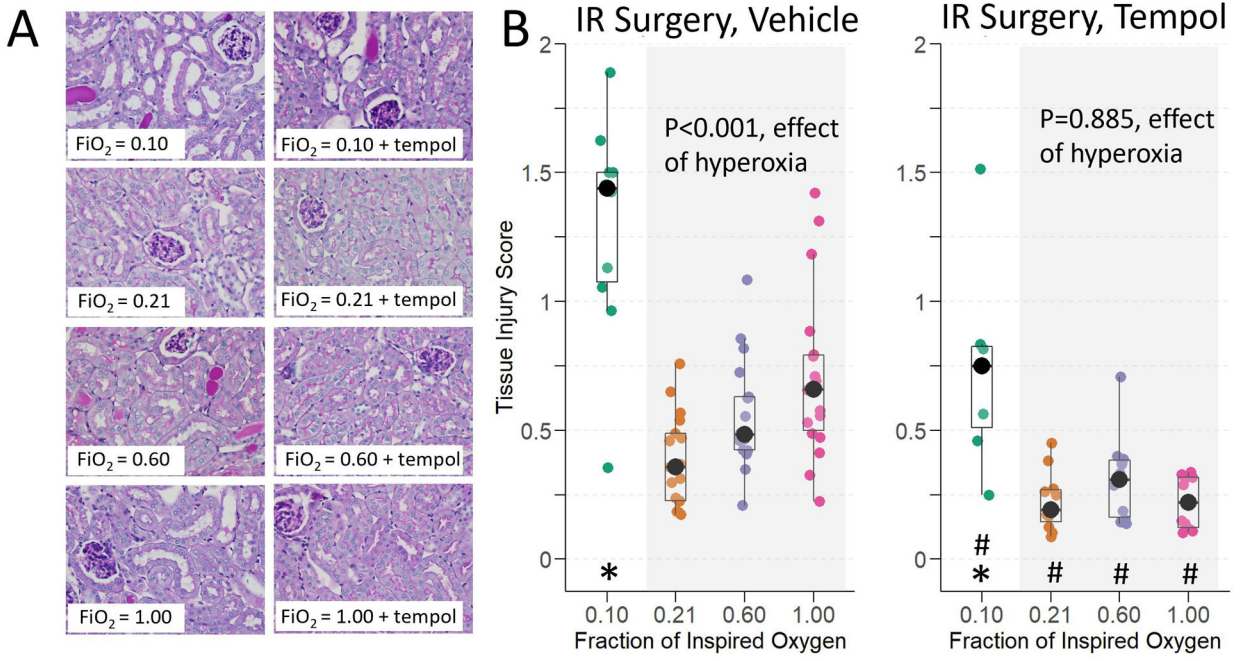 A
FiO2 = 0.10
FiO2 = 0.10 + tempol
FiO2 = 0.21
FiO2 = 0.21 + tempol
FiO2 = 0.60
FiO2 = 0.60 + tempol
FiO2 = 1.00
FiO2 = 1.00 + tempol
B
IR Surgery, Vehicle
Tissue Injury Score
2
1.5
1
0.5
0
P<0.001, effect
of hyperoxia
*
0.10 0.21 0.60 1.00
Fraction of Inspired Oxygen
IR Surgery, Tempol
2
1.5
1
0.5
0
P=0.885, effect
of hyperoxia
#
* # # #
0.10 0.21 0.60 1.00
Fraction of Inspired Oxygen